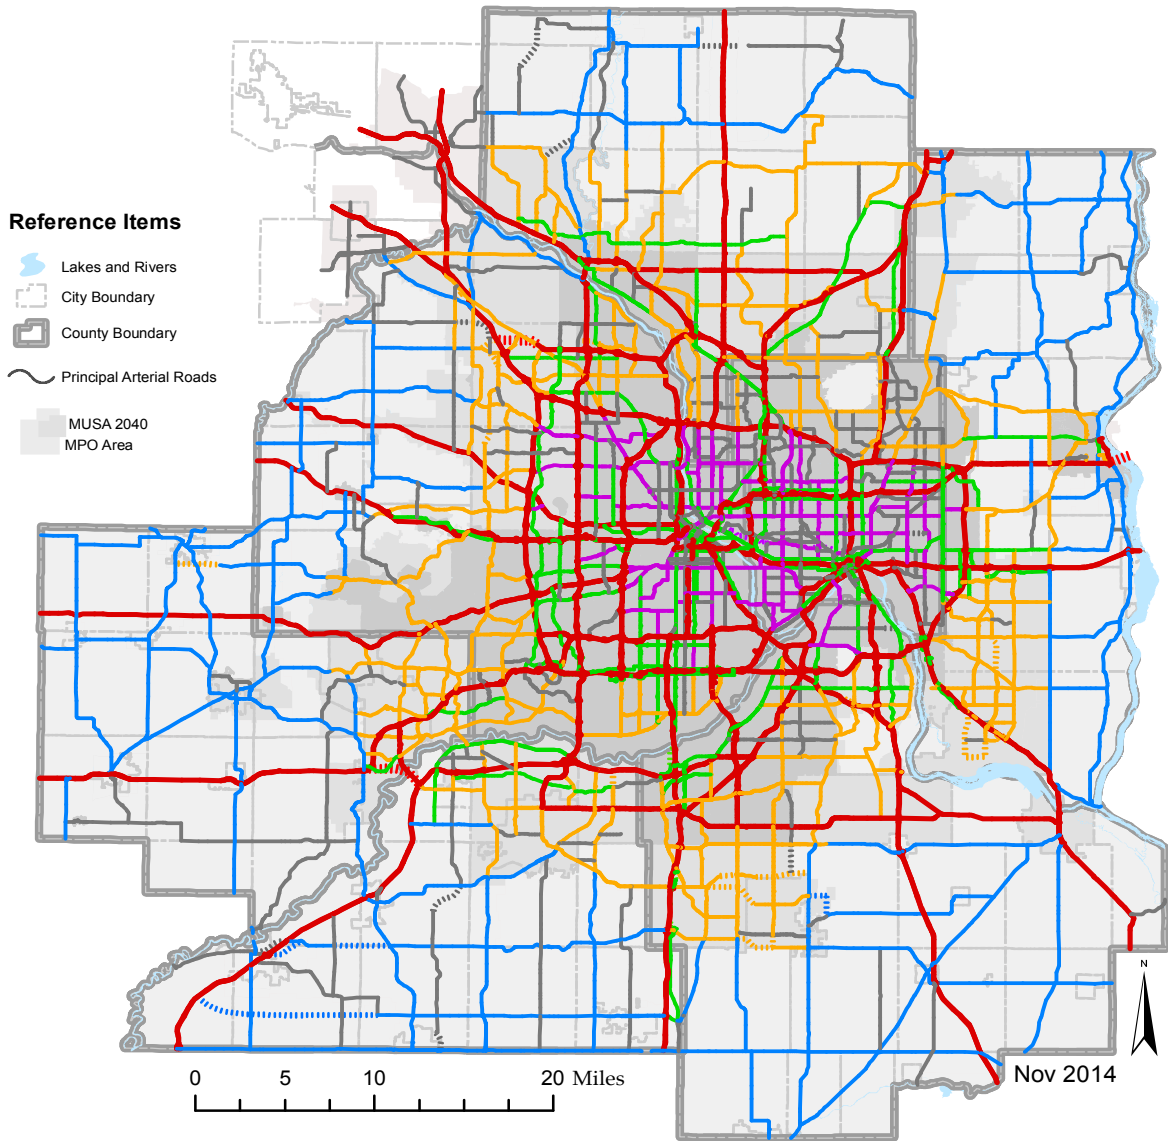 Reference Items
Lakes and Rivers
City Boundary
County Boundary
Principal Arterial Roads
MUSA 2040
MPO Area
N
Nov 2014
0 5 10 20 Miles